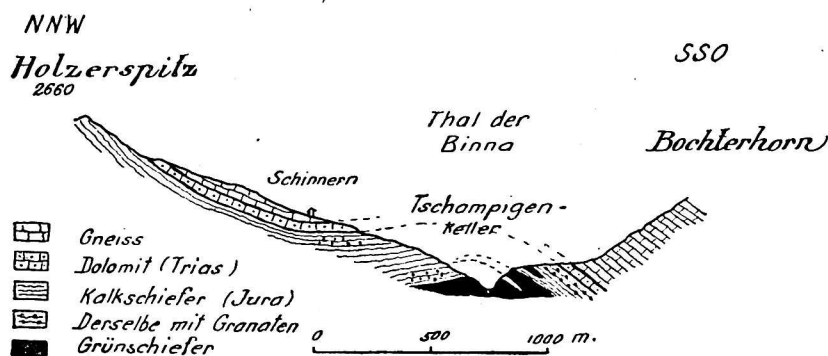 NNW
SSO
Holzerspitz
2660
Thal der
Binna
Bochterhorn
Schinnern
Tschampigen-
keller
Gneiss
Dolomit (Trias)
Kalkschiefer (Jura)
Derselbe mit Granaten
Grünschiefer
0 500 1000 m.